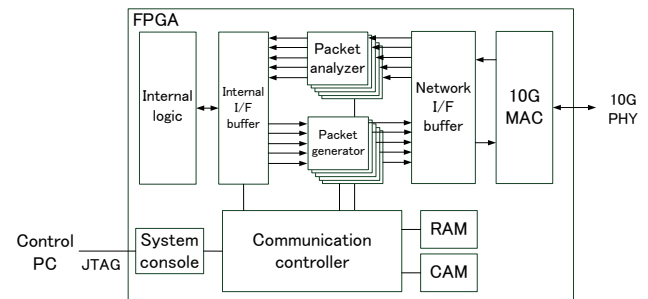 FPGA
Internal
logic
Internal
I/F
buffer
Packet
analyzer
Packet
generator
Network
I/F
buffer
10G
MAC
10G
PHY
Control
PC
JTAG
System
console
Communication
controller
RAM
CAM